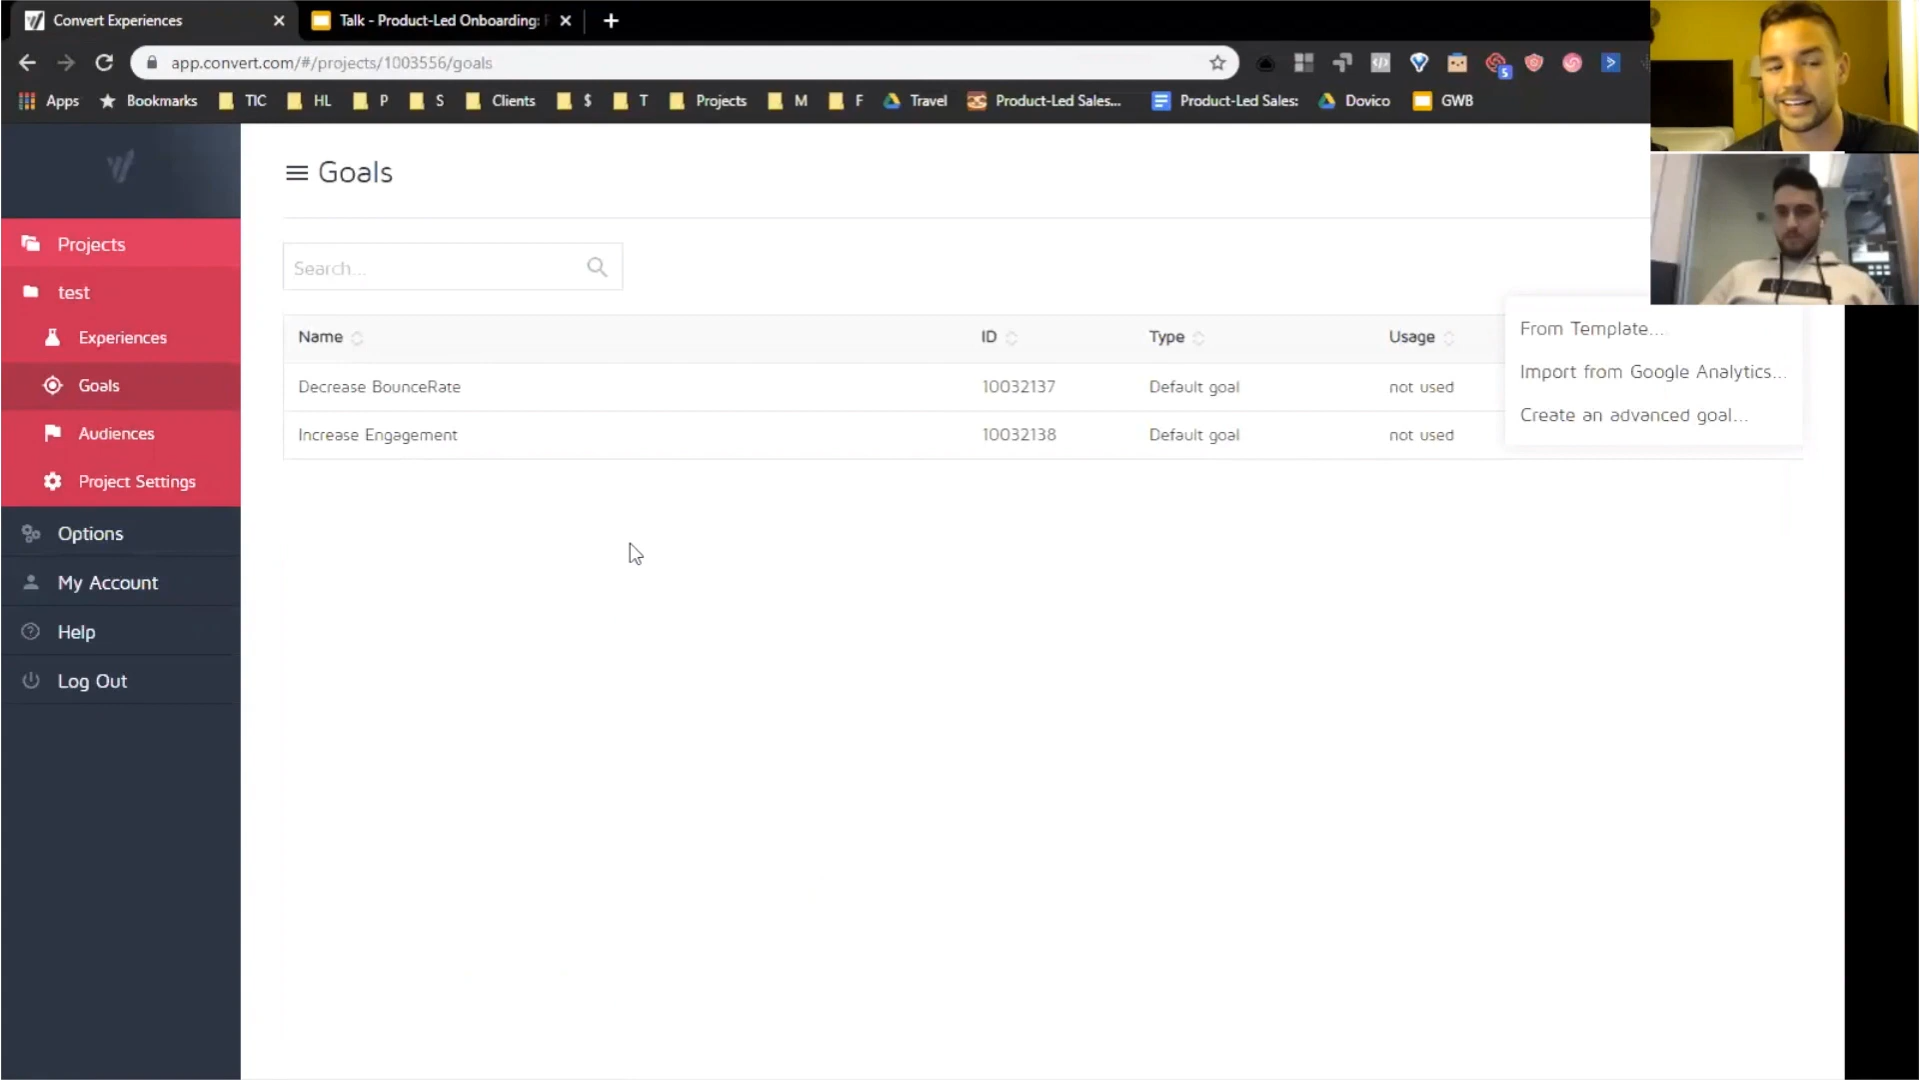 Convert Experiences
Talk - Product-Led Onboarding:
app.convert.com/#/projects/1003556/goals
5
Apps Bookmarks TIC HL P S Clients $ T Projects M F Travel Product-Led Sales... Product-Led Sales: Dovico GWB
Goals
Projects
test
Experiences
Goals
Audiences
Project Settings
Options
My Account
Help
Log Out
Search...
Name ID Type Usage
Decrease BounceRate 10032137 Default goal not used
Increase Engagement 10032138 Default goal not used
From Template...
Import from Google Analytics...
Create an advanced goal...